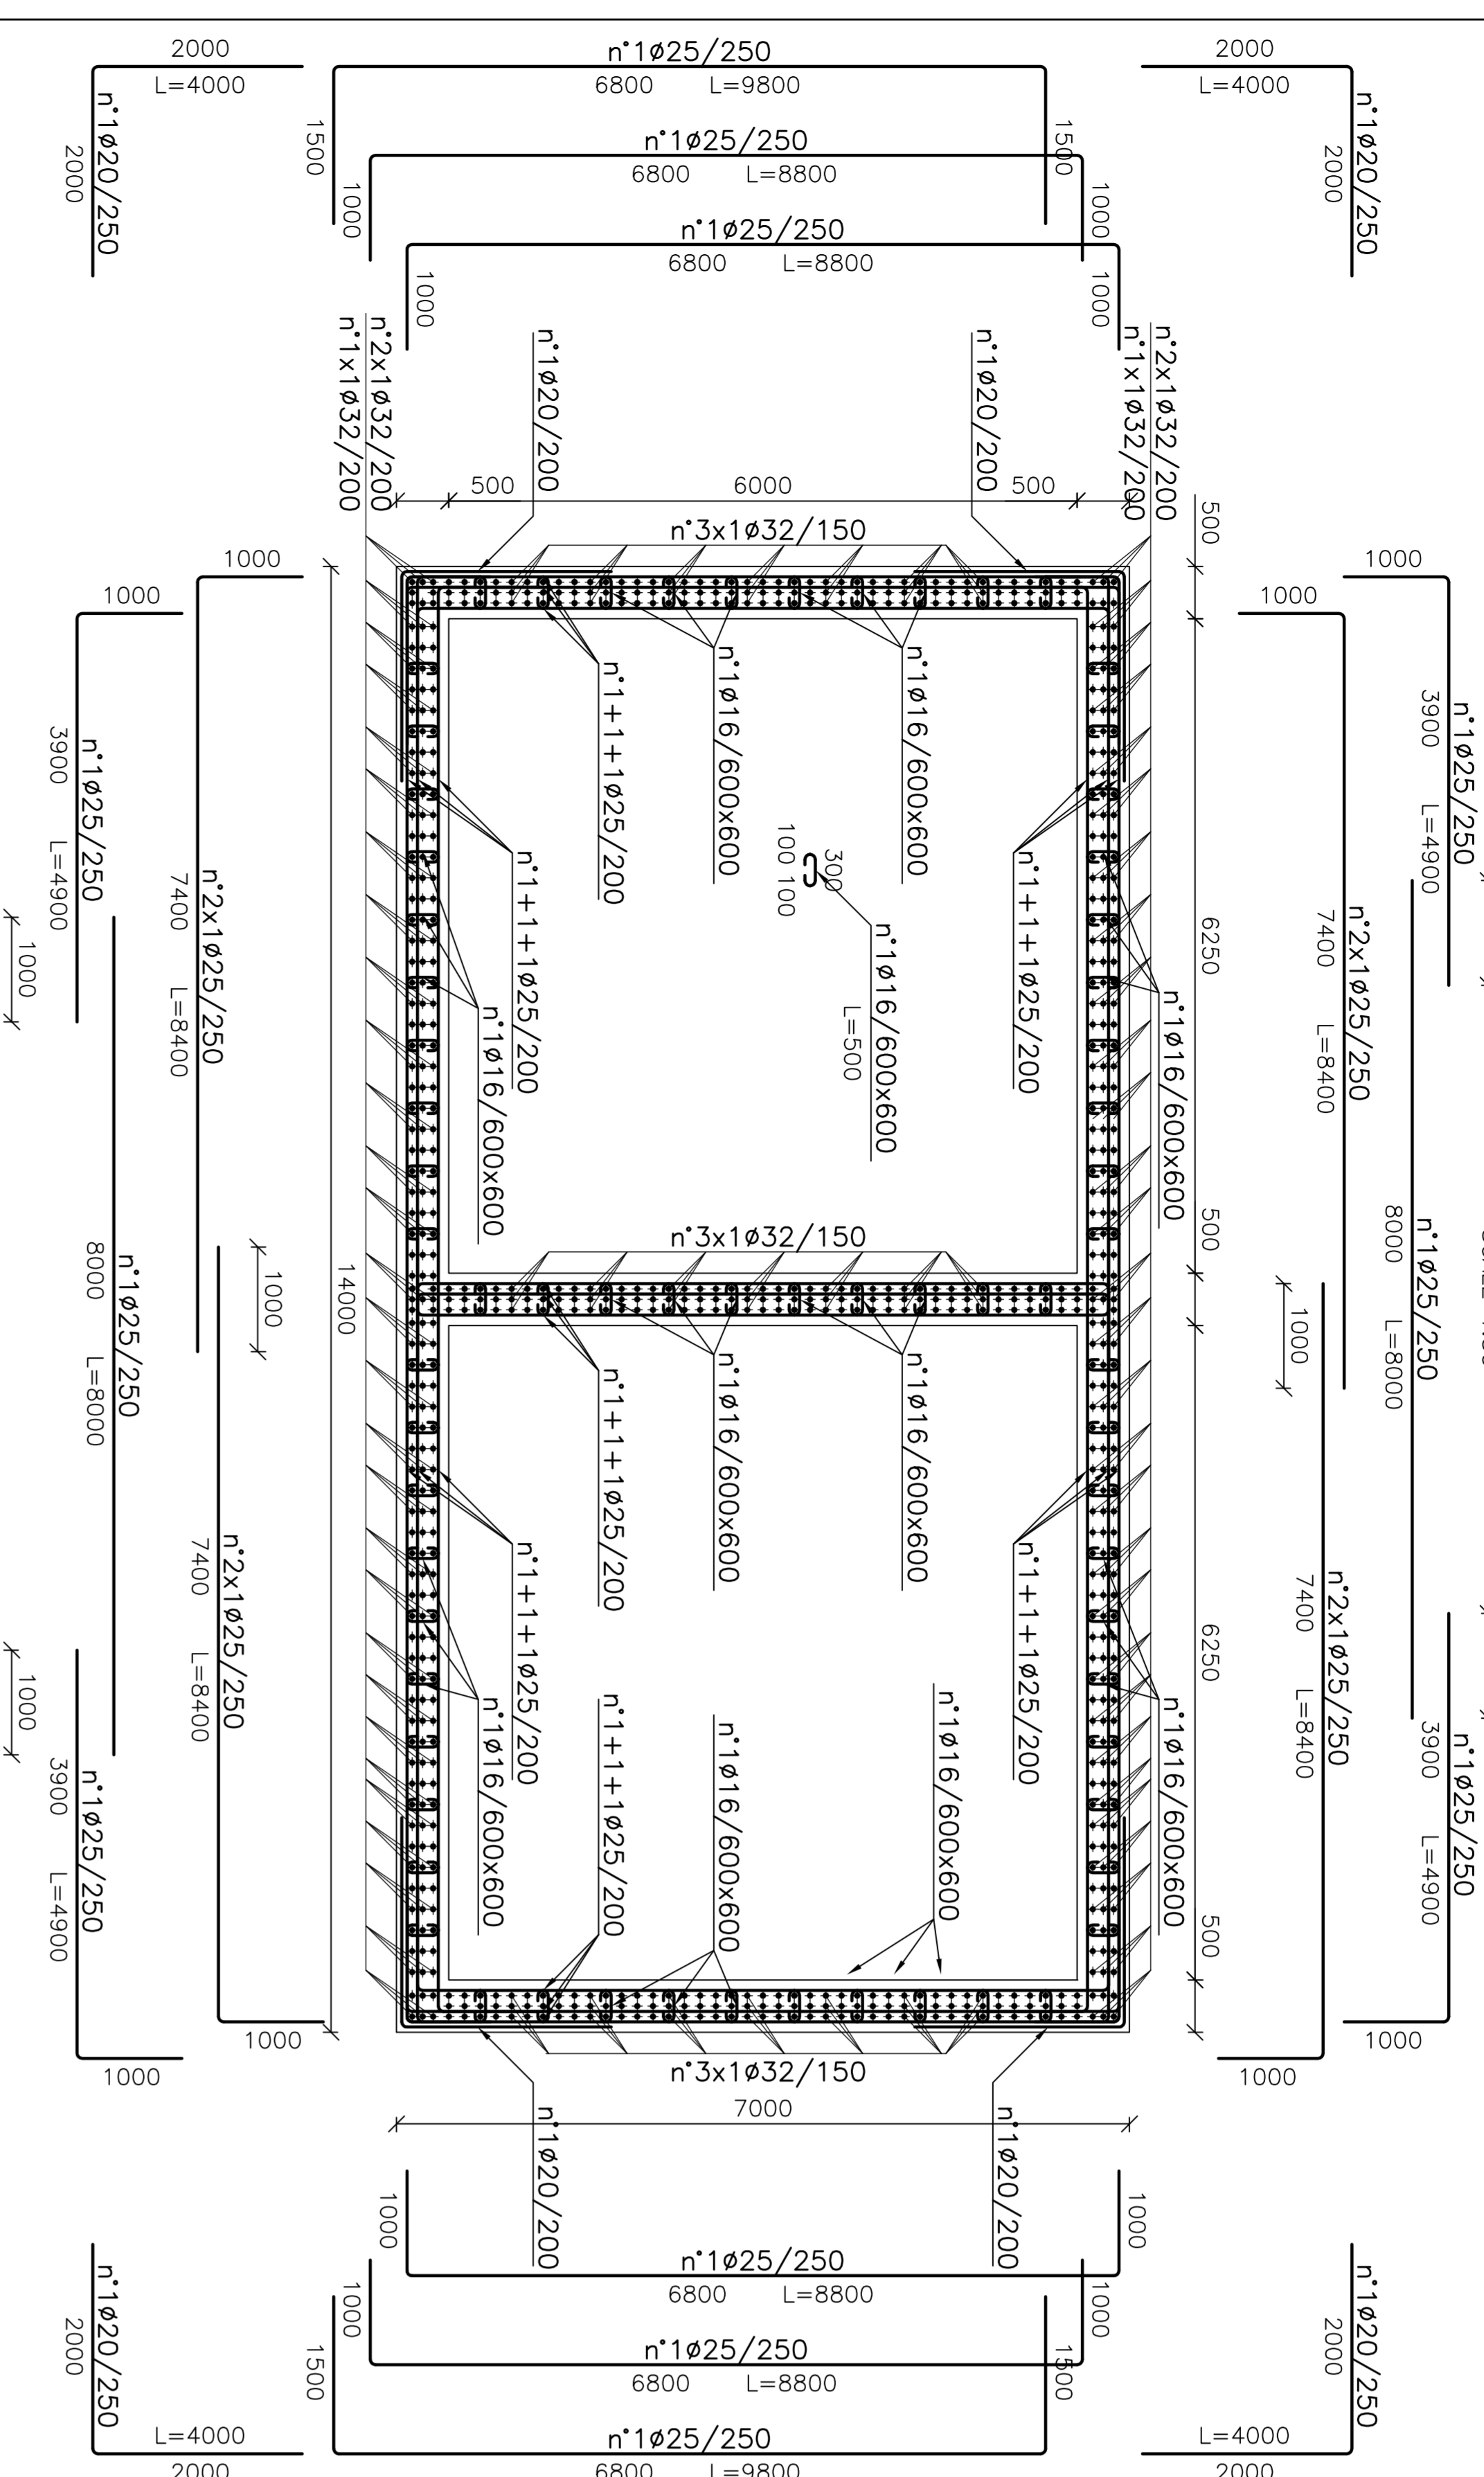 2000
L=4000
n°1ø20/250
2000
n°1ø25/250
6800 L=9800
1500
1500
n°1ø25/250
6800 L=8800
1000
1000
n°1ø25/250
6800 L=8800
1000
1000
2000
L=4000
n°1ø20/250
2000
n°2x1ø32/200
n°1x1ø32/200
n°1ø20/200
n°1ø20/200
n°2x1ø32/200
n°1x1ø32/200
500
6000
500
500
n°3x1ø32/150
1000
1000
1000
1000
n°1ø25/250
3900 L=4900
n°2x1ø25/250
7400 L=8400
1000
n°1+1+1ø25/200
n°1ø16/600x600
n°1ø16/600x600
n°1+1+1ø25/200
n°1ø16/600x600
300
100 100
n°1ø16/600x600
L=500
n°1+1+1ø25/200
n°1ø16/600x600
6250
n°2x1ø25/250
7400 L=8400
n°1ø25/250
3900 L=4900
n°1ø25/250
8000 L=8000
1000
14000
n°3x1ø32/150
500
1000
n°1ø25/250
8000 L=8000
n°1+1+1ø25/200
n°1ø16/600x600
n°1ø16/600x600
n°2x1ø25/250
7400 L=8400
n°1+1+1ø25/200
n°1ø16/600x600
n°1+1+1ø25/200
n°1ø16/600x600
n°1ø16/600x600
n°1+1+1ø25/200
n°1ø16/600x600
6250
500
n°2x1ø25/250
7400 L=8400
n°1ø25/250
3900 L=4900
1000
n°1ø25/250
3900 L=4900
1000
1000
1000
1000
n°3x1ø32/150
7000
n°1ø20/200
n°1ø20/200
1000
1000
n°1ø25/250
6800 L=8800
1000
1000
n°1ø25/250
6800 L=8800
1500
1500
n°1ø25/250
6800 L=9800
n°1ø20/250
2000
L=4000
2000
n°1ø20/250
2000
L=4000
2000